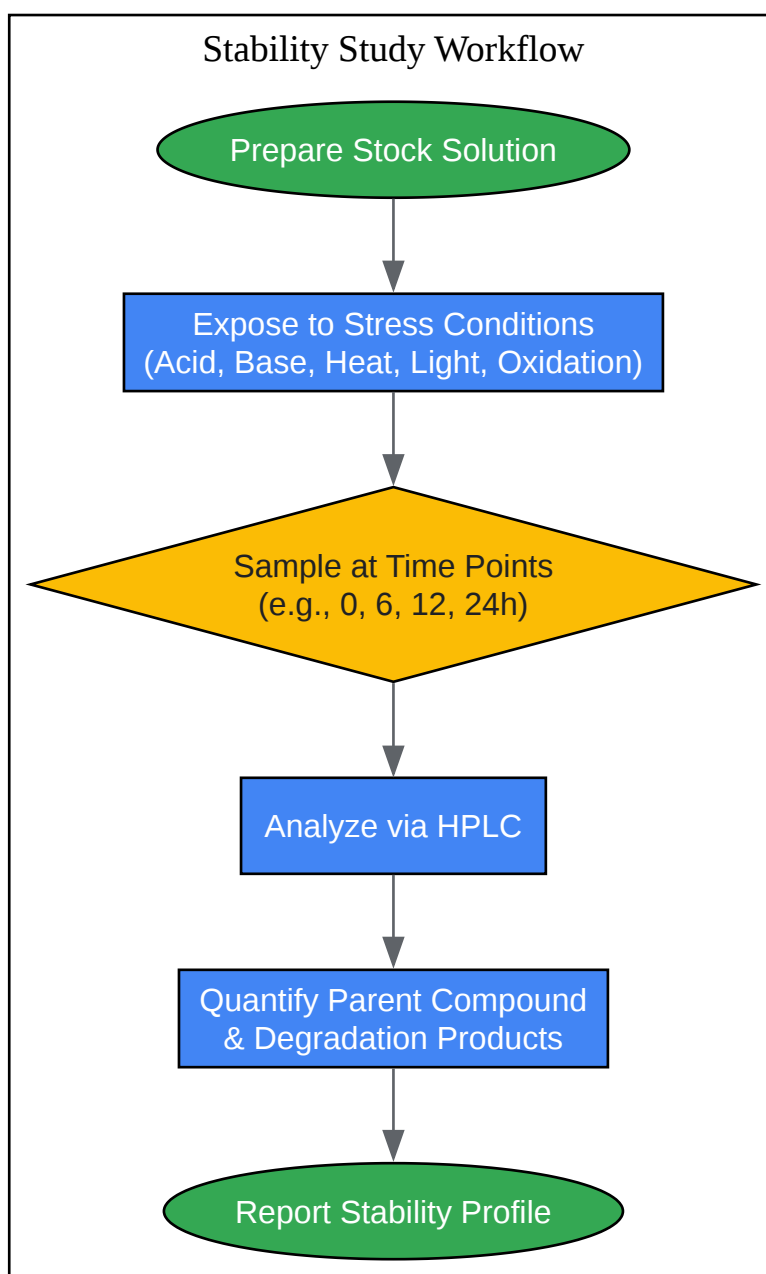 Stability Study Workflow
Prepare Stock Solution
Expose to Stress Conditions
(Acid, Base, Heat, Light, Oxidation)
Sample at Time Points
(e.g., 0, 6, 12, 24h)
Analyze via HPLC
Quantify Parent Compound
& Degradation Products
Report Stability Profile